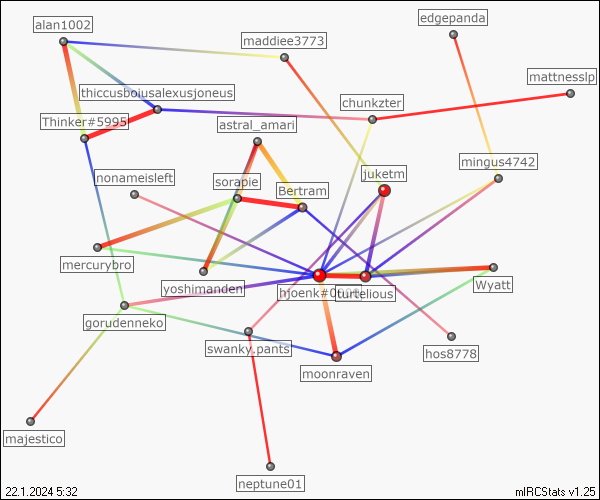 edgepanda
alan1002
maddiee3773
mattnesslp
thiccusboiusalexusjoneus
chunkzter
Thinker#5995
astral_amari
mingus4742
juketm
nonameisleft
sorapie
Bertram
mercurybro
yoshimanden
hjoenk#0
turtelious
Wyatt
gorudenneko
swanky.pants
hos8778
moonraven
majestico
neptune01
22.1.2024 5:32
mIRCStats v1.25